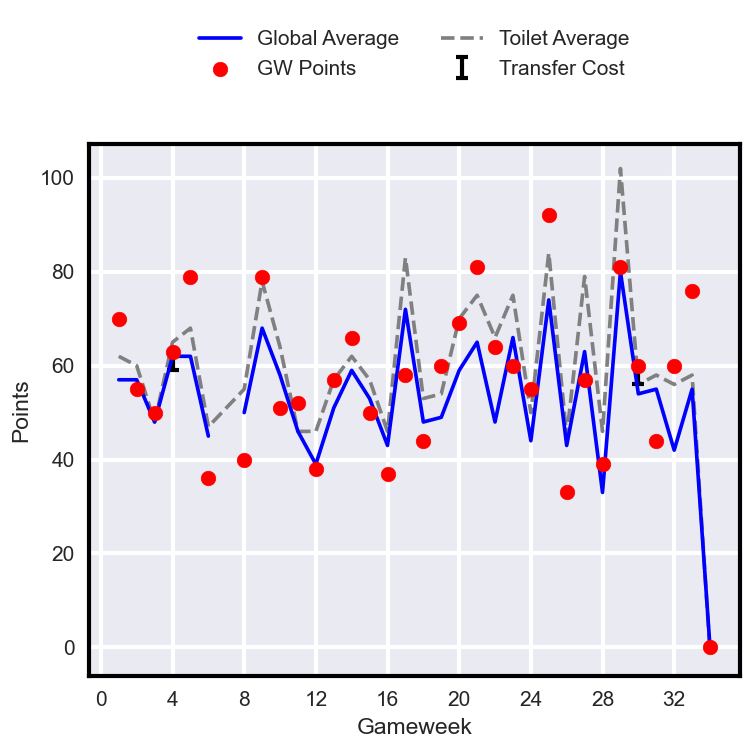 Global Average
Toilet Average
GW Points
Transfer Cost
100
80
60
40
20
0
Points
0 4 8 12 16 20 24 28 32
Gameweek